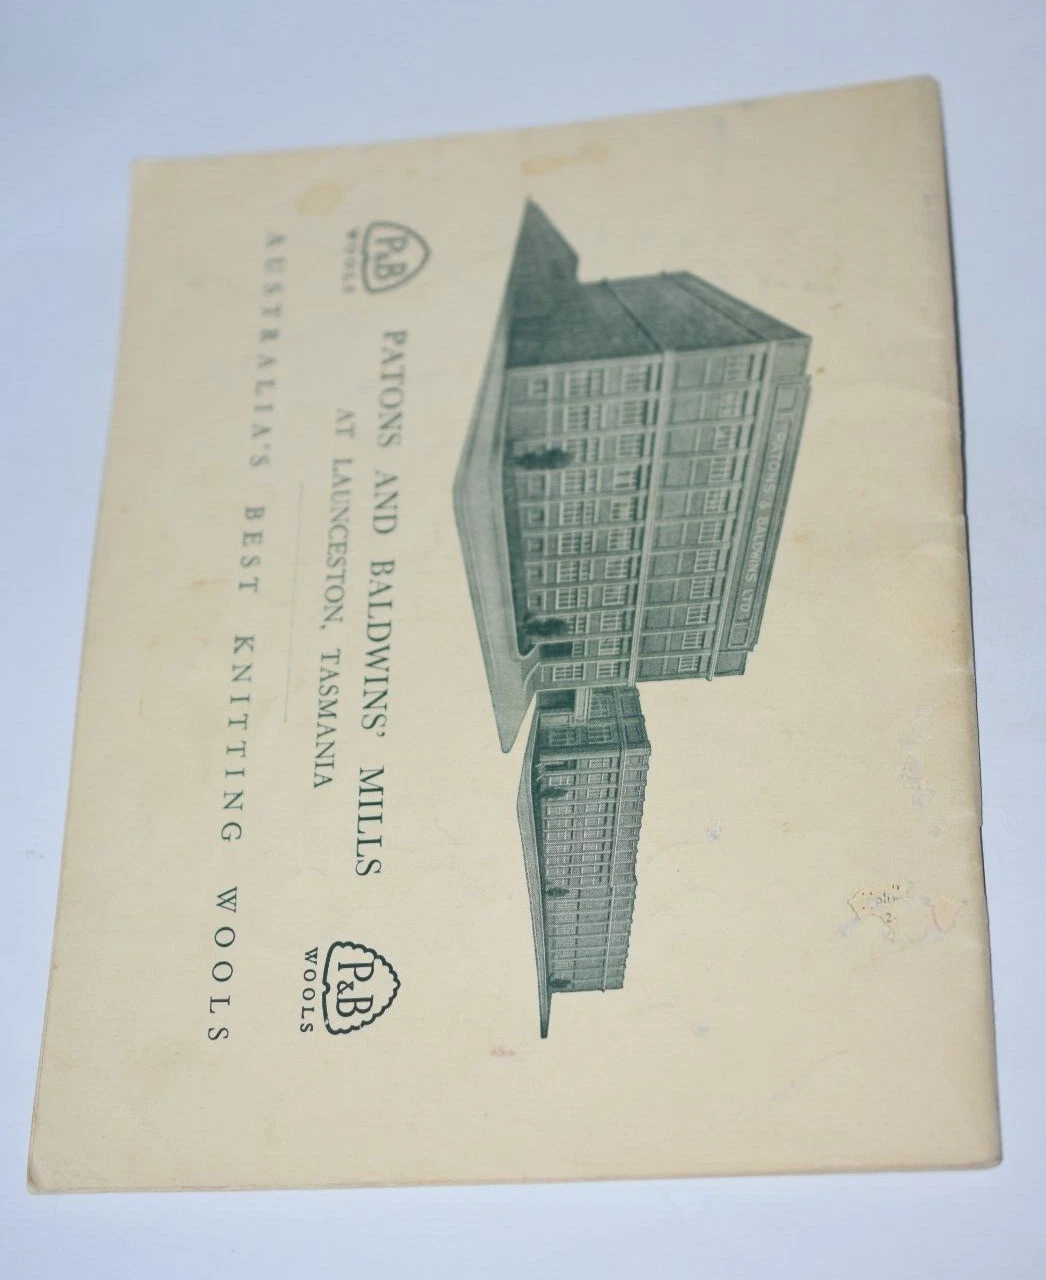 PATONS & BALDWINS LTD.
P&B
WOOLS
PATONS AND BALDWINS' MILLS
AT LAUNCESTON, TASMANIA
P&B
WOOLS
AUSTRALIA'S BEST KNITTING WOOLS